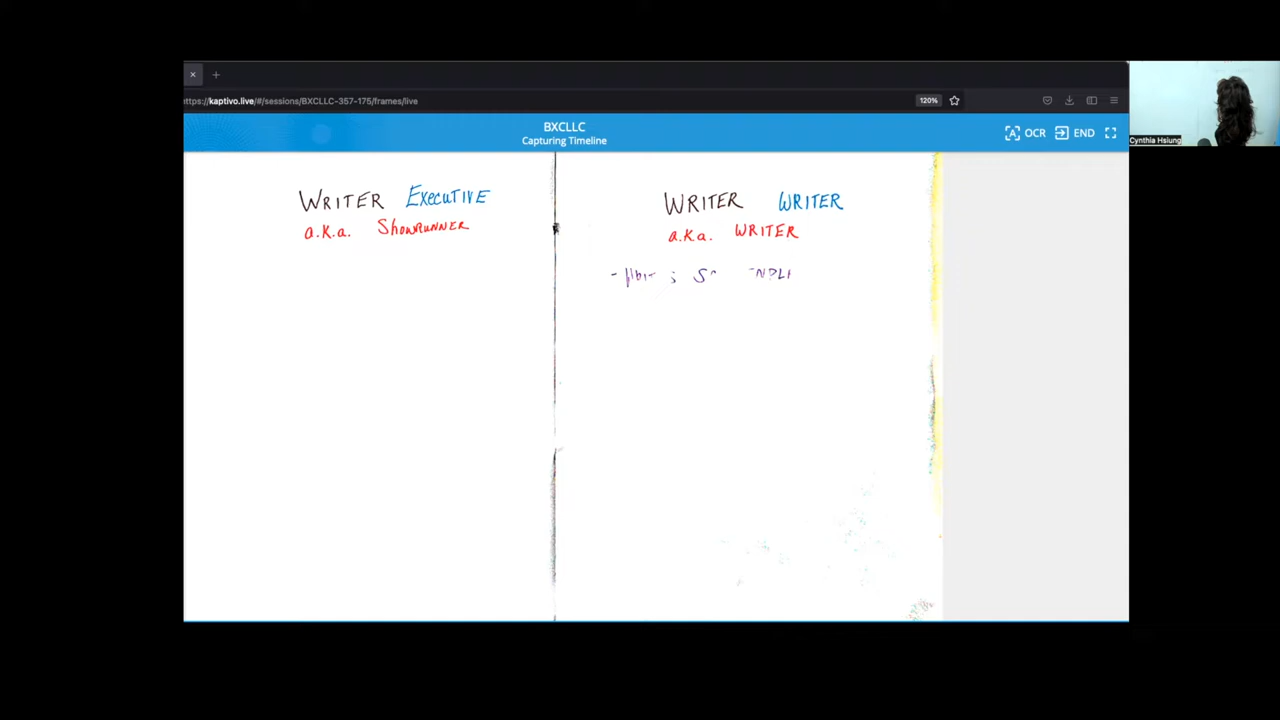 https://kaptivo.live/#/sessions/BXCLLC-357-175/frames/live
120%
BXCLLC
Capturing Timeline
OCR
END
Cynthia Hsiung
WRITER EXECUTIVE
a.k.a. SHOWRUNNER
WRITER WRITER
a.k.a. WRITER